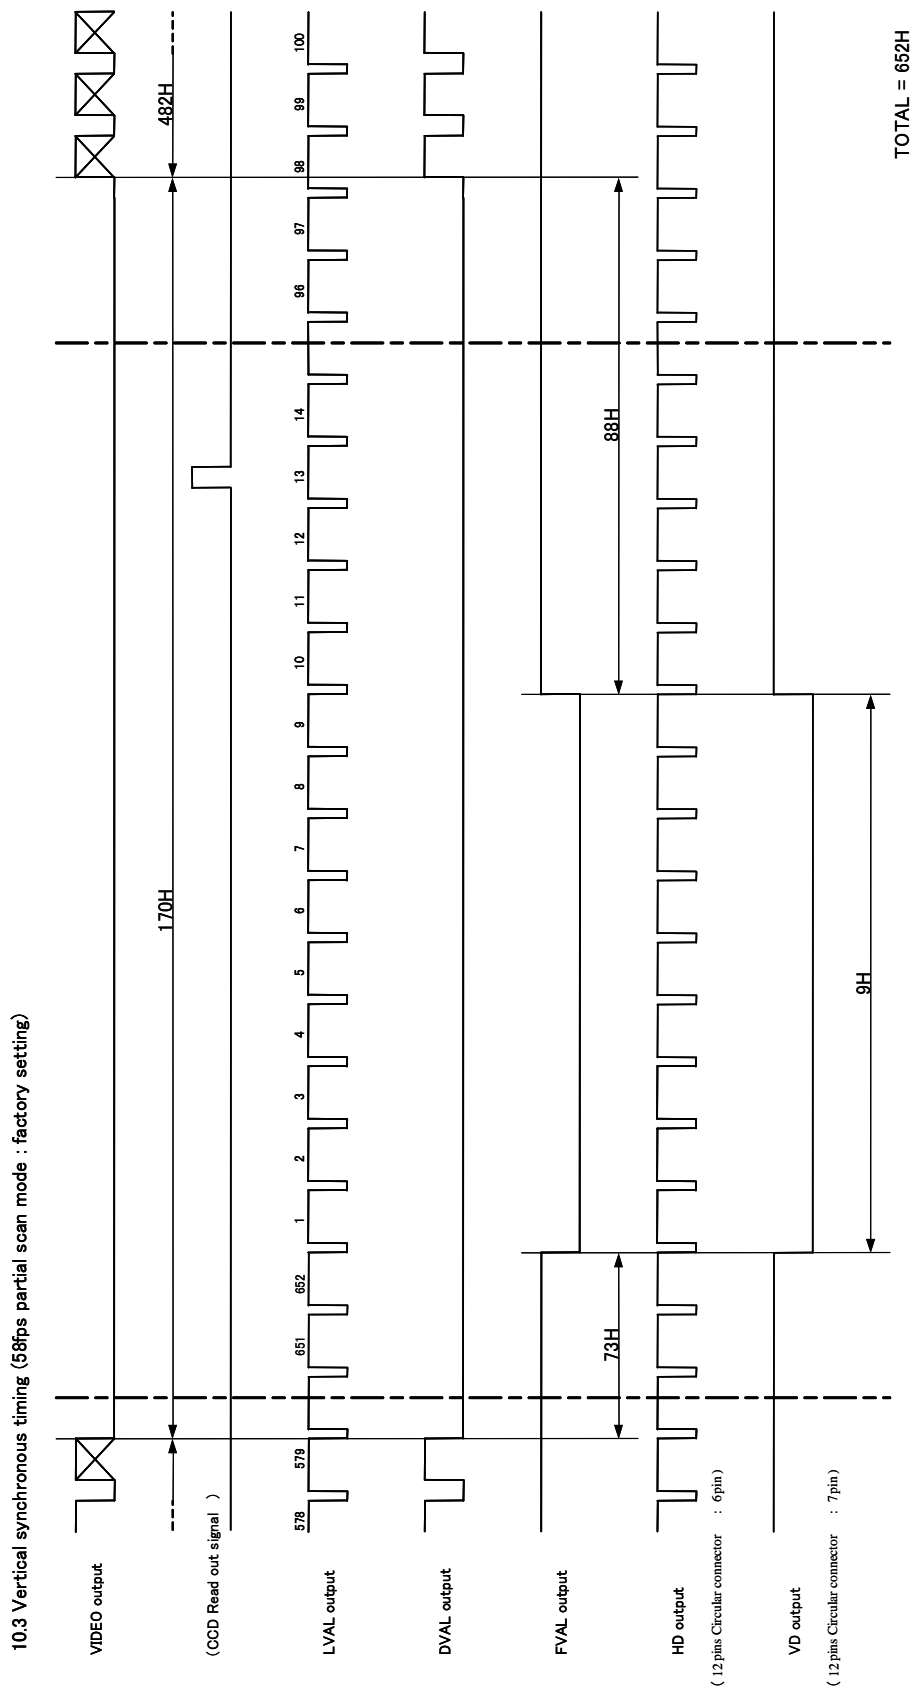 10.3 Vertical synchronous timing (58fps partial scan mode : factory setting)
VIDEO output
170H
482H
(CCD Read out signal )
LVAL output
578 579 651 652 1 2 3 4 5 6 7 8 9 10 11 12 13 14 96 97 98 99 100
DVAL output
FVAL output
73H
88H
HD output
( 12 pins Circular connector : 6pin )
VD output
( 12 pins Circular connector : 7pin )
9H
TOTAL = 652H